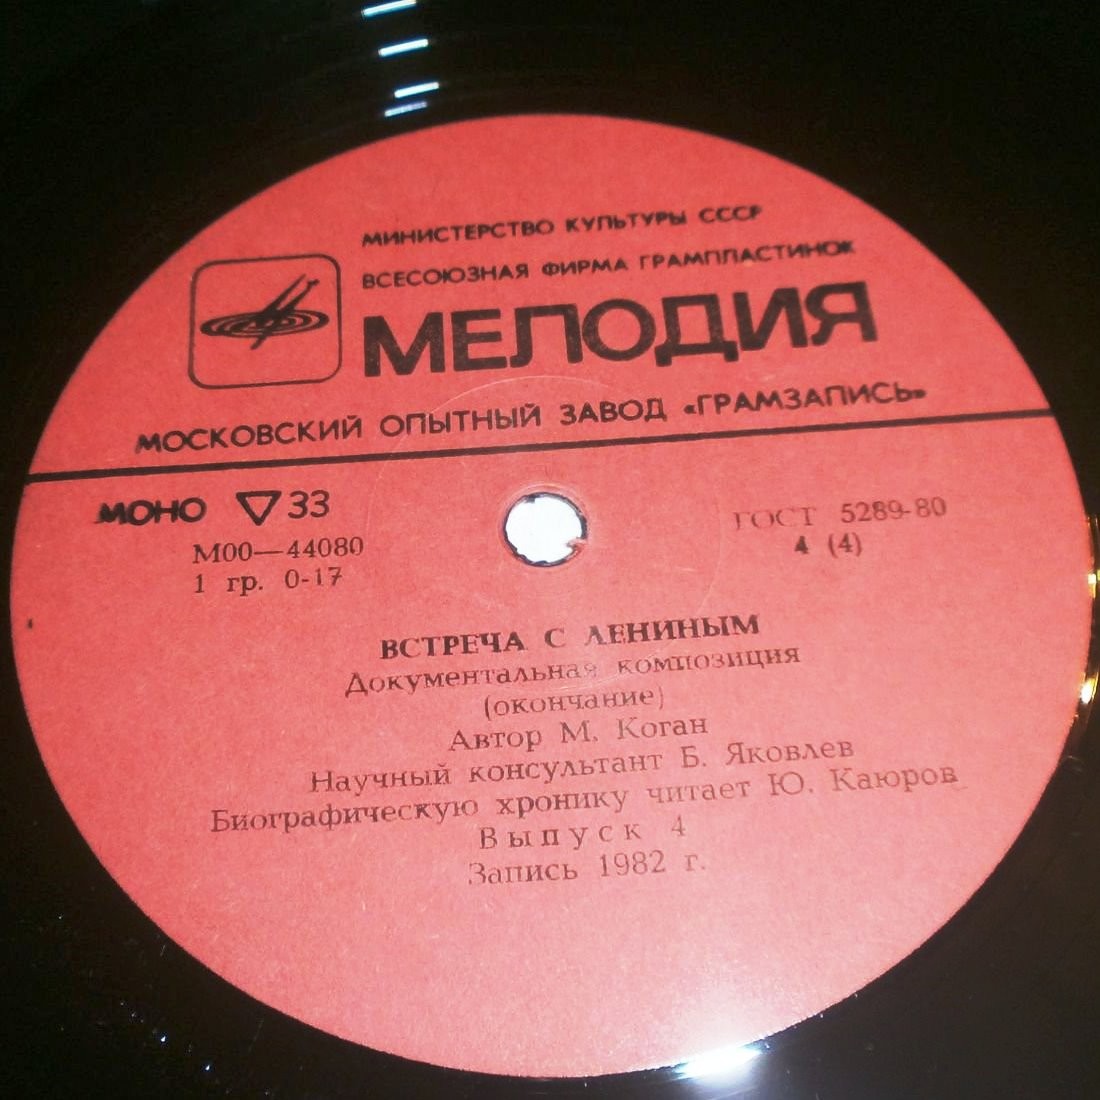 МИНИСТЕРСТВО КУЛЬТУРЫ СССР
ВСЕСОЮЗНАЯ ФИРМА ГРАМПЛАСТИНОК
МЕЛОДИЯ
МОСКОВСКИЙ ОПЫТНЫЙ ЗАВОД «ГРАМЗАПИСЬ»
МОНО 33
ГОСТ 5289-80
М00—44080
4 (4)
1 гр. 0-17
ВСТРЕЧА С ЛЕНИНЫМ
Документальная композиция
(окончание)
Автор М. Коган
Научный консультант Б. Яковлев
Биографическую хронику читает Ю. Каюров
Выпуск 4
Запись 1982 г.